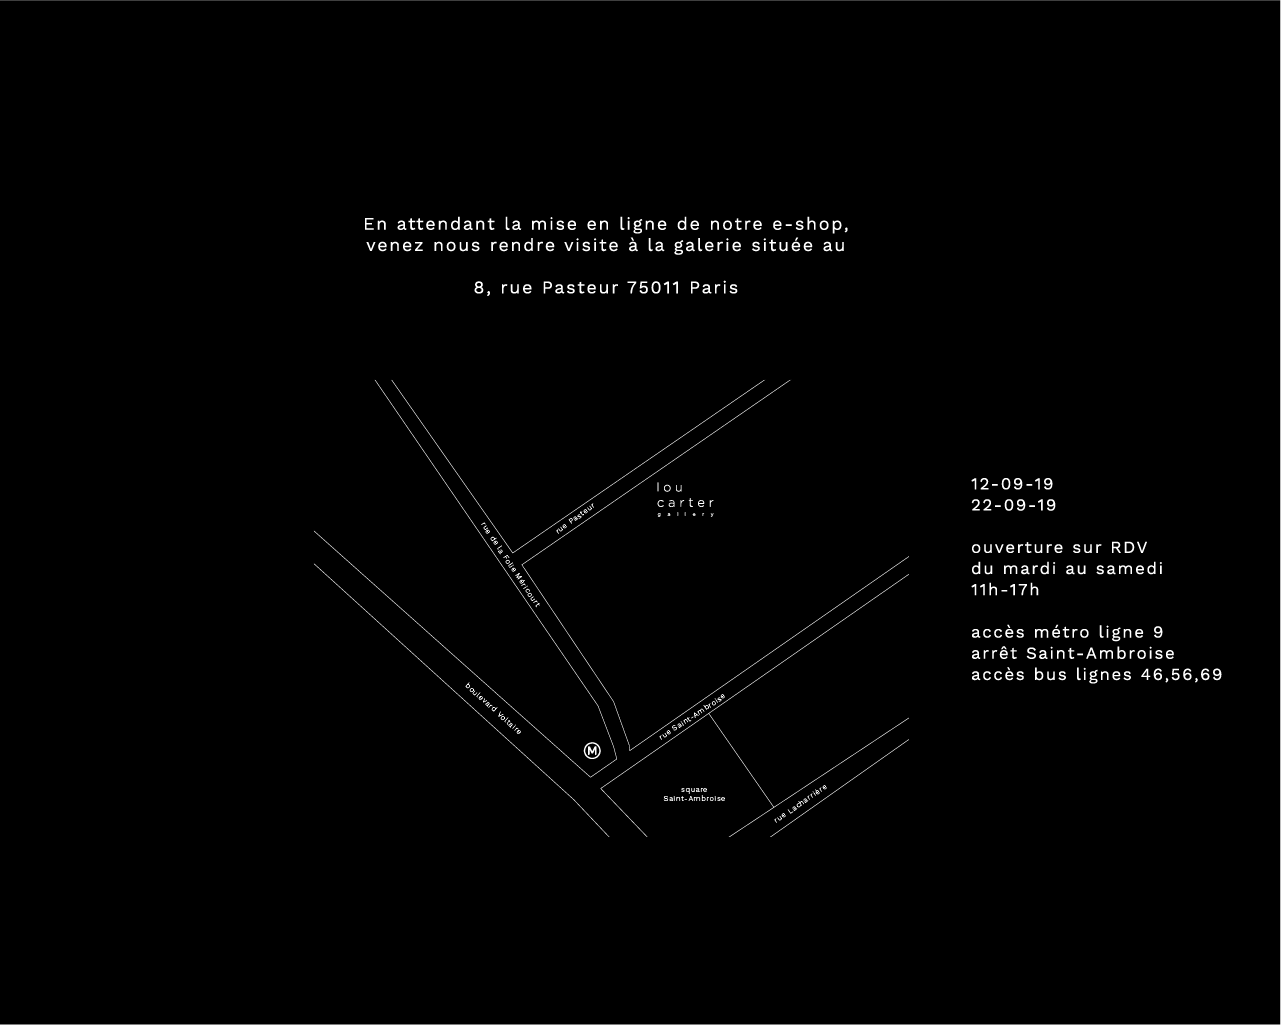 En attendant la mise en ligne de notre e-shop,
venez nous rendre visite à la galerie située au
8, rue Pasteur 75011 Paris
lou
carter
gallery
rue Pasteur
rue de la Folie Méricourt
boulevard Voltaire
M
rue Saint-Ambroise
square
Saint-Ambroise
rue Lacharrière
12-09-19
22-09-19
ouverture sur RDV
du mardi au samedi
11h-17h
accès métro ligne 9
arrêt Saint-Ambroise
accès bus lignes 46,56,69